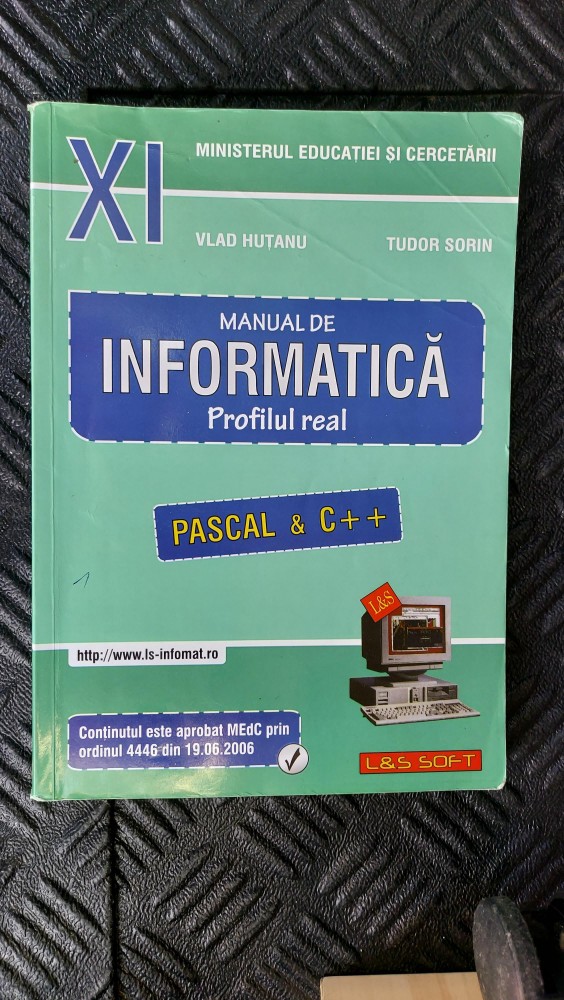 XI
MINISTERUL EDUCAȚIEI ȘI CERCETĂRII
VLAD HUȚANU
TUDOR SORIN
MANUAL DE
INFORMATICĂ
Profilul real
PASCAL & C++
L&S
http://www.ls-infomat.ro
Conținutul este aprobat MEdC prin
ordinul 4446 din 19.06.2006
L&S SOFT